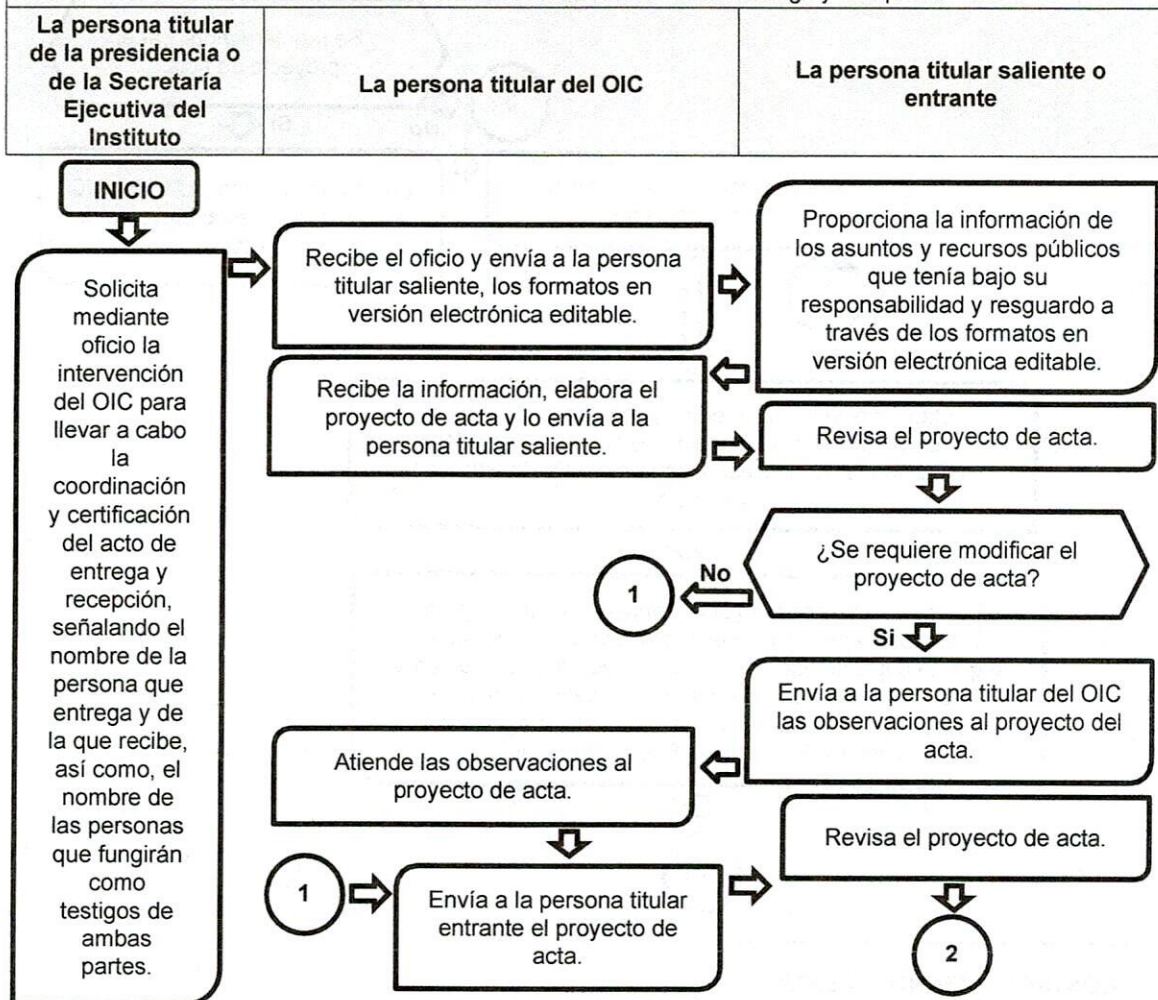 La persona titular
de la presidencia o
de la Secretaría
Ejecutiva del
Instituto
La persona titular del OIC
La persona titular saliente o
entrante
INICIO
Solicita
mediante
oficio la
intervención
del OIC para
llevar a cabo
la
coordinación
y certificación
del acto de
entrega y
recepción,
señalando el
nombre de la
persona que
entrega y de
la que recibe,
así como, el
nombre de
las personas
que fungirán
como
testigos de
ambas
partes.
Recibe el oficio y envía a la persona
titular saliente, los formatos en
versión electrónica editable.
Proporciona la información de
los asuntos y recursos públicos
que tenía bajo su
responsabilidad y resguardo a
través de los formatos en
versión electrónica editable.
Recibe la información, elabora el
proyecto de acta y lo envía a la
persona titular saliente.
Revisa el proyecto de acta.
¿Se requiere modificar el
proyecto de acta?
No
1
Si
Envía a la persona titular del OIC
las observaciones al proyecto del
acta.
Atiende las observaciones al
proyecto de acta.
1
Envía a la persona titular
entrante el proyecto de
acta.
Revisa el proyecto de acta.
2